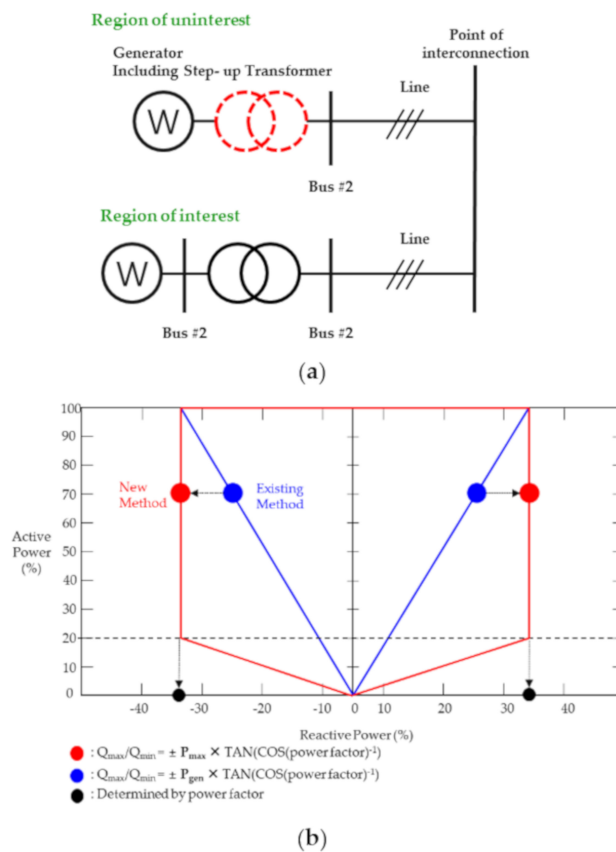 Region of uninterest
Point of
interconnection
Generator
Including Step- up Transformer
Line
W
Bus #2
Region of interest
Line
W
Bus #2
Bus #2
(a)
100
90
80
70
60
50
40
30
20
10
0
New
Method
Existing
Method
Active
Power
(%)
-40
-30
-20
-10
0
10
20
30
40
Reactive Power (%)
: Qmax/Qmin= ± Pmax × TAN(COS(power factor)⁻¹)
: Qmax/Qmin= ± Pgen × TAN(COS(power factor)⁻¹)
: Determined by power factor
(b)